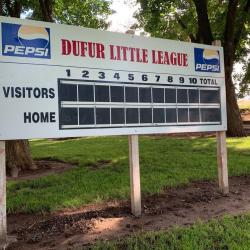 PEPSI DUFUR LITTLE LEAGUE PEPSI
1 2 3 4 5 6 7 8 9 10 TOTAL
VISITORS
HOME